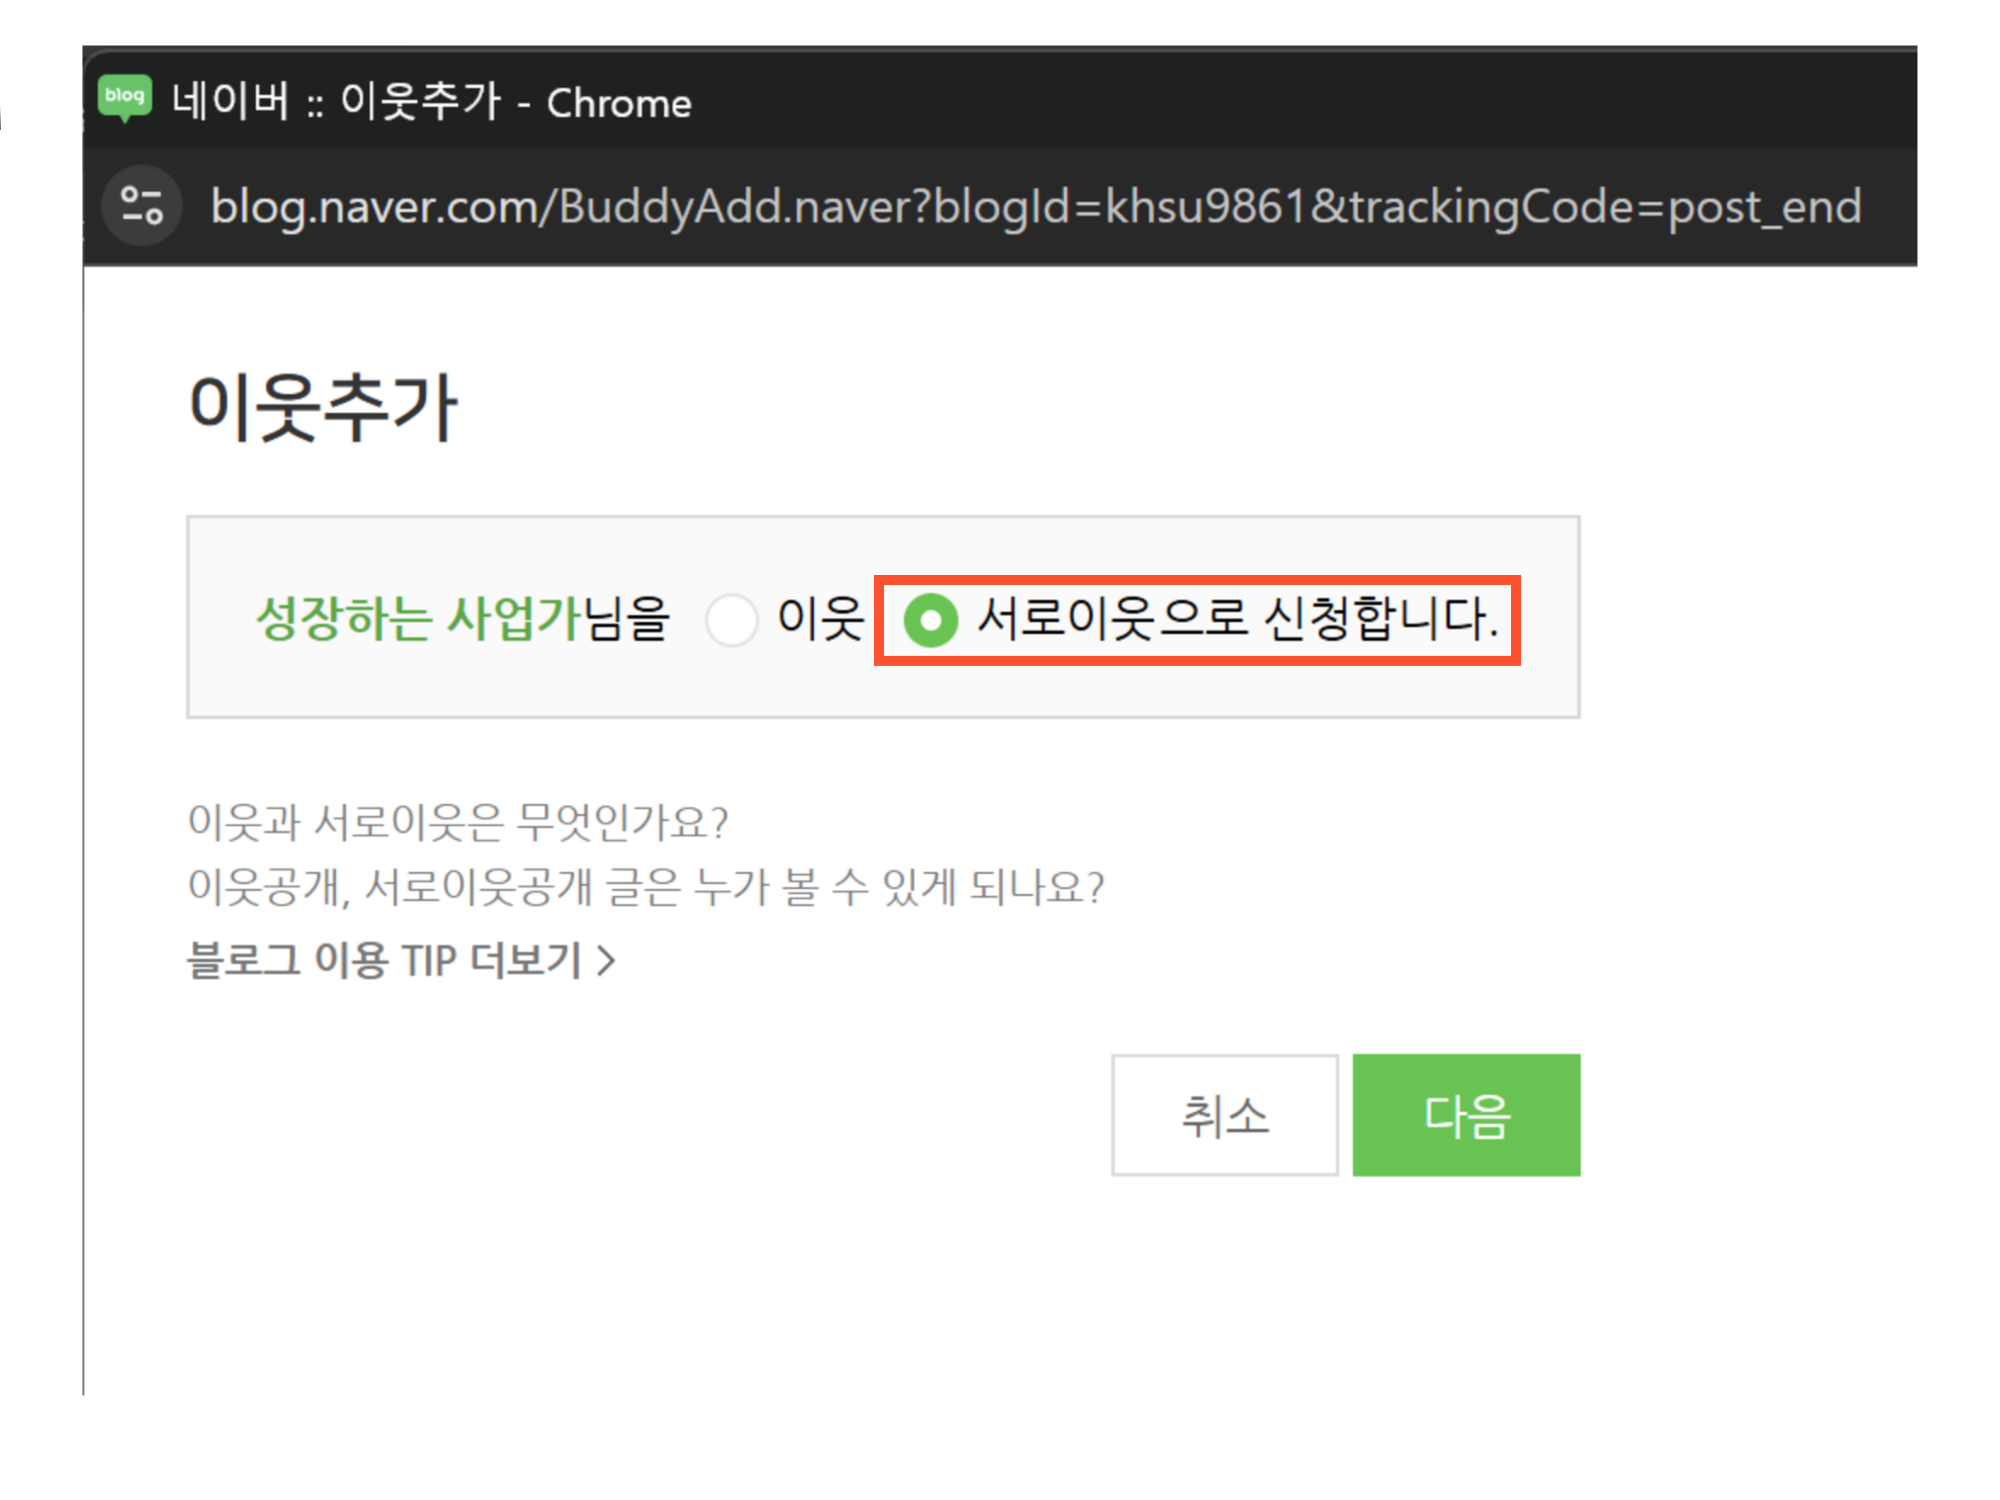 blog 네이버 :: 이웃추가 - Chrome
blog.naver.com/BuddyAdd.naver?blogId=khsu9861&trackingCode=post_end
이웃추가
성장하는 사업가님을 이웃 서로이웃으로 신청합니다.
이웃과 서로이웃은 무엇인가요?
이웃공개, 서로이웃공개 글은 누가 볼 수 있게 되나요?
블로그 이용 TIP 더보기 >
취소 다음